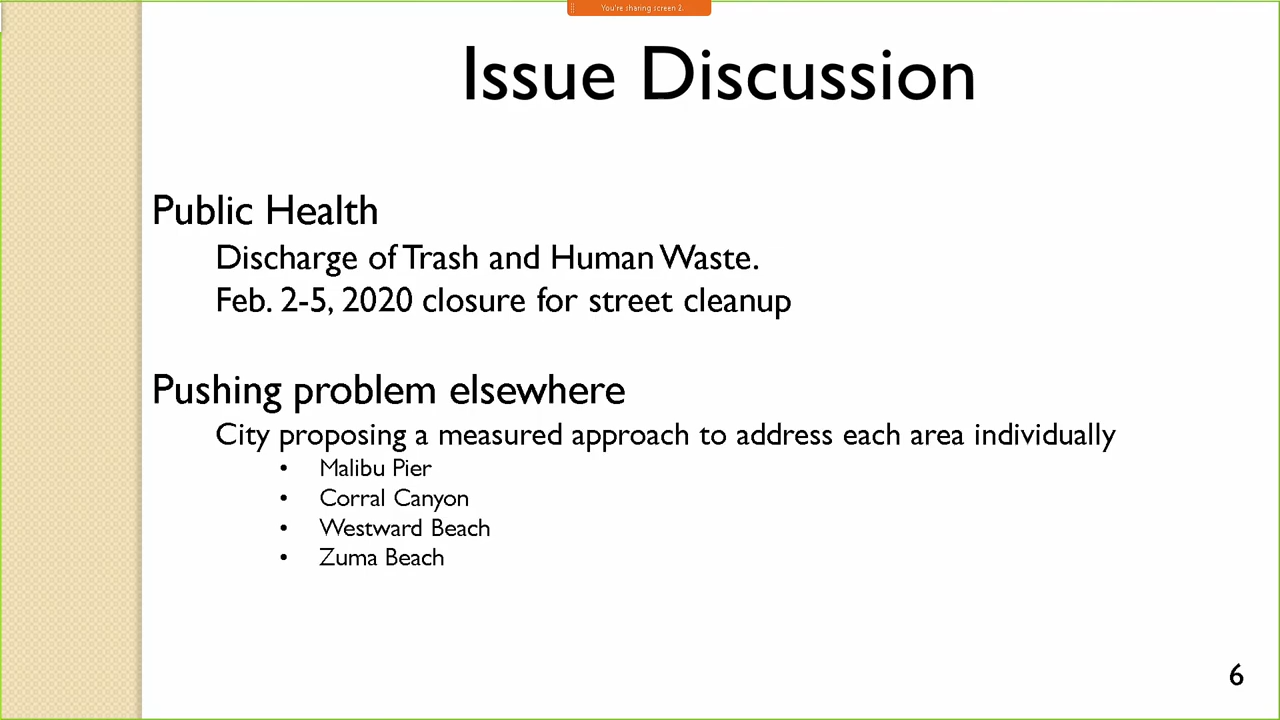 You're sharing screen 2.
Issue Discussion
Public Health
Discharge of Trash and Human Waste.
Feb. 2-5, 2020 closure for street cleanup
Pushing problem elsewhere
City proposing a measured approach to address each area individually
• Malibu Pier
• Corral Canyon
• Westward Beach
• Zuma Beach
6